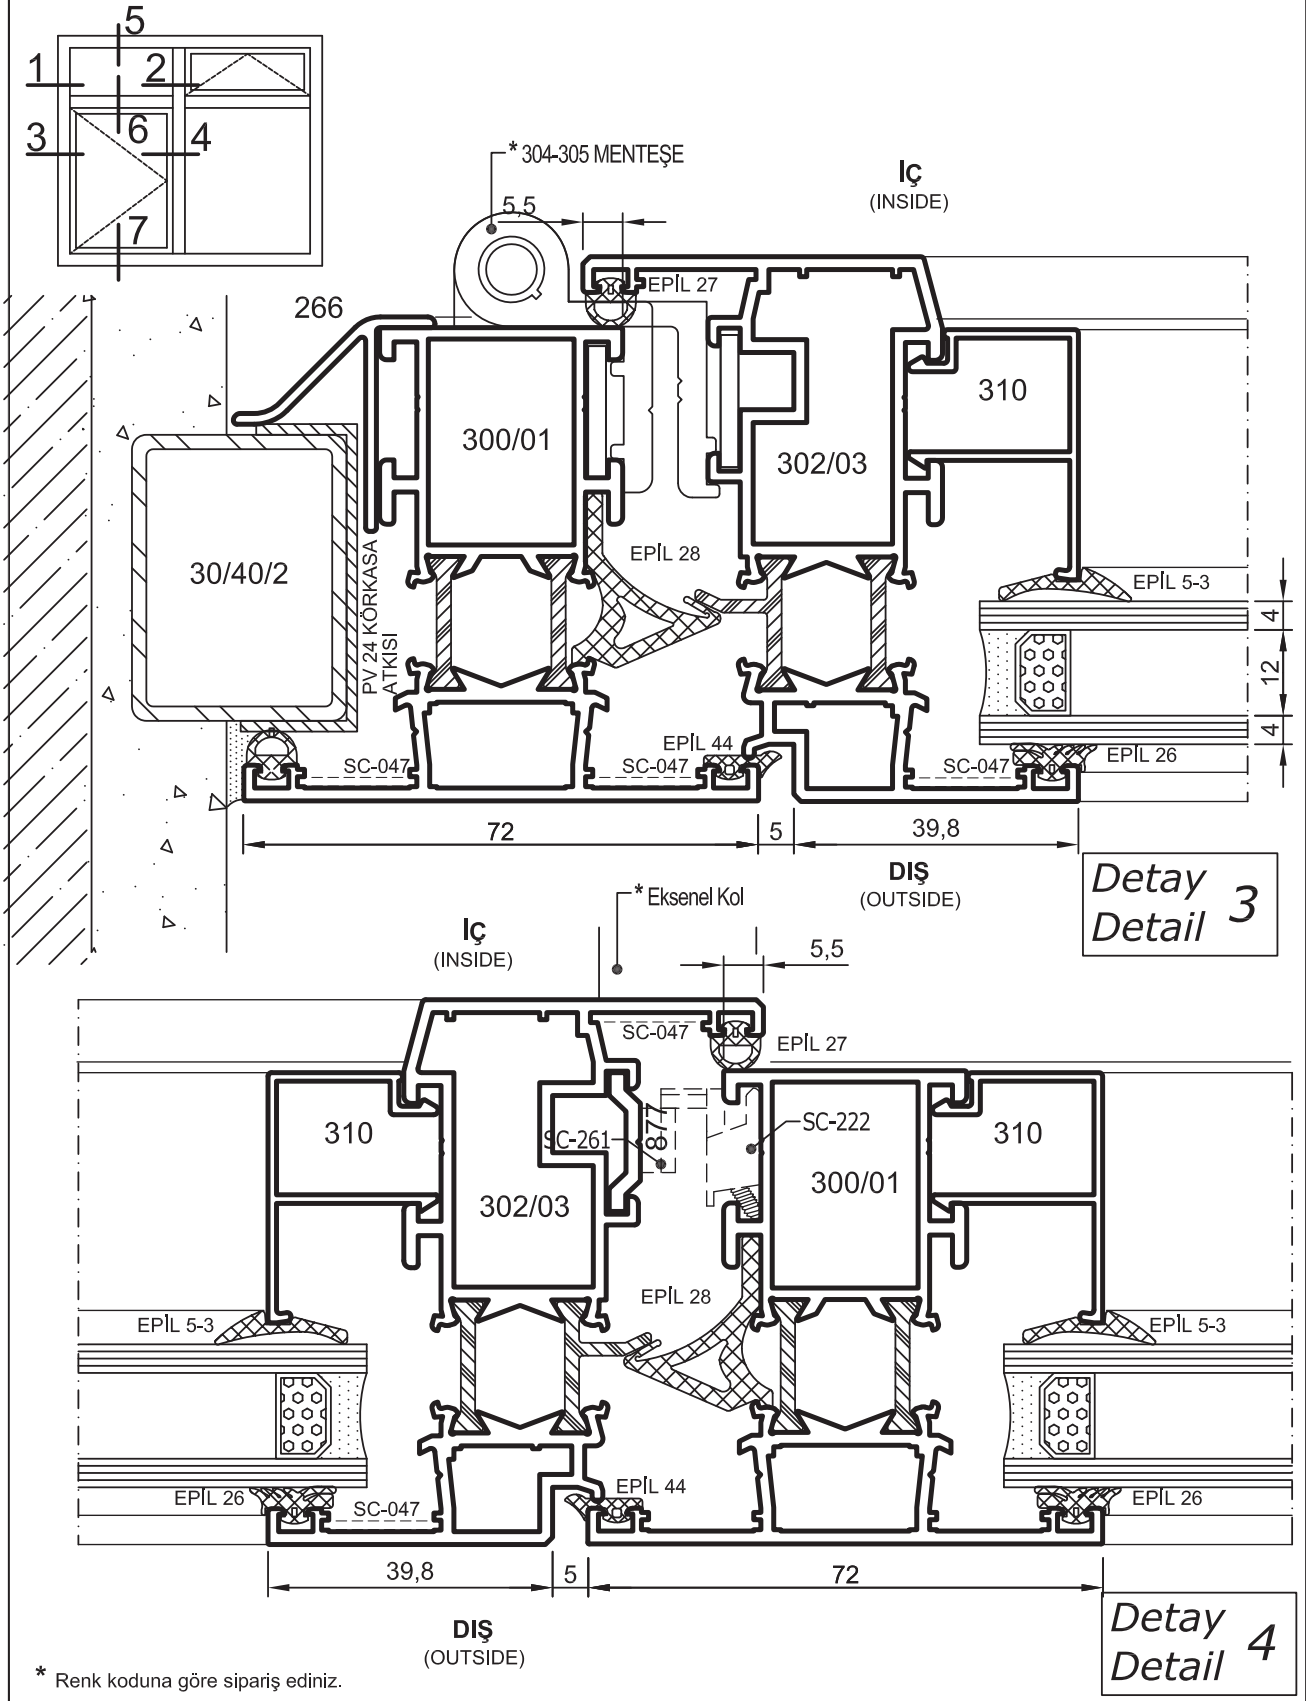 5
1
2
3
6
4
7
* 304-305 MENTEŞE
İÇ
(INSIDE)
5,5
EPİL 27
266
310
300/01
302/03
EPİL 28
30/40/2
PV 24 KÖRKASA
ATKISI
EPİL 5-3
4
12
4
EPİL 44
SC-047
SC-047
SC-047
EPİL 26
72
5
39,8
DIŞ
(OUTSIDE)
Detay
Detail 3
* Eksenel Kol
İÇ
(INSIDE)
5,5
SC-047
EPİL 27
310
SC-261
877
SC-222
310
302/03
300/01
EPİL 28
EPİL 5-3
EPİL 5-3
EPİL 26
SC-047
EPİL 44
EPİL 26
39,8
5
72
DIŞ
(OUTSIDE)
Detay
Detail 4
* Renk koduna göre sipariş ediniz.